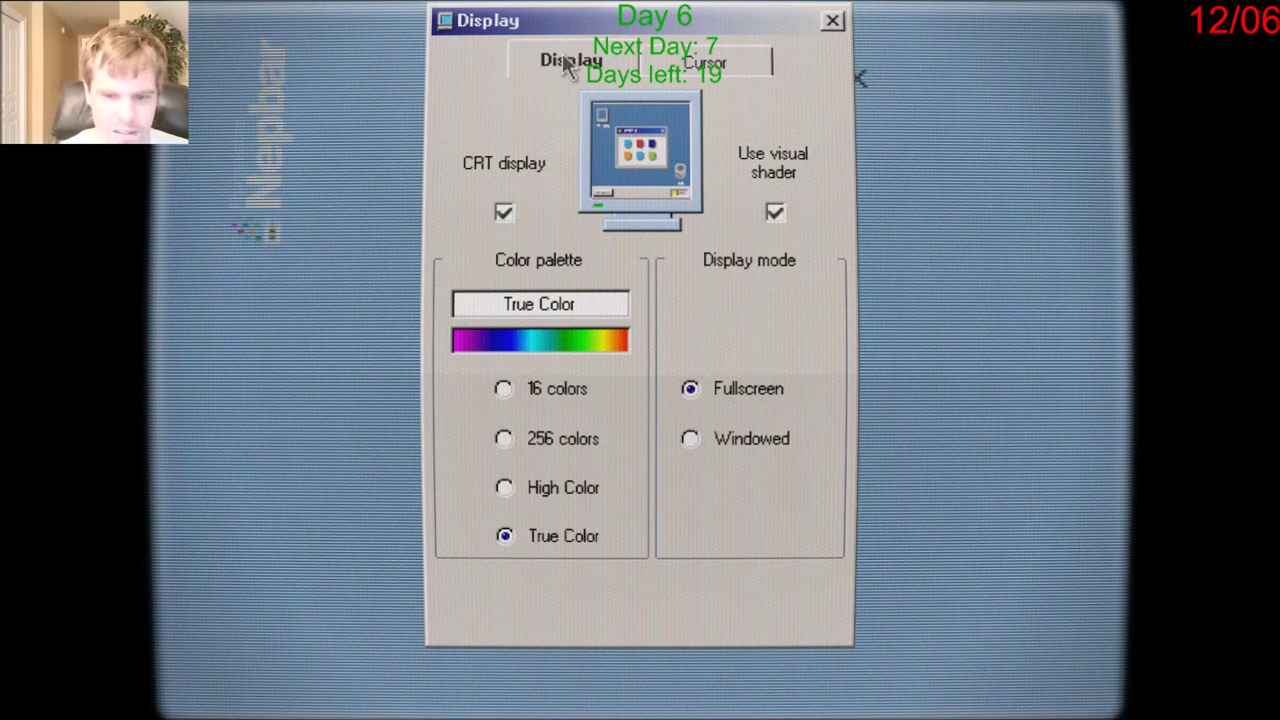 Display
Day 6
12/06
Display
Next Day: 7
Cursor
Days left: 19
CRT display
Use visual
shader
Color palette
Display mode
True Color
16 colors
Fullscreen
256 colors
Windowed
High Color
True Color